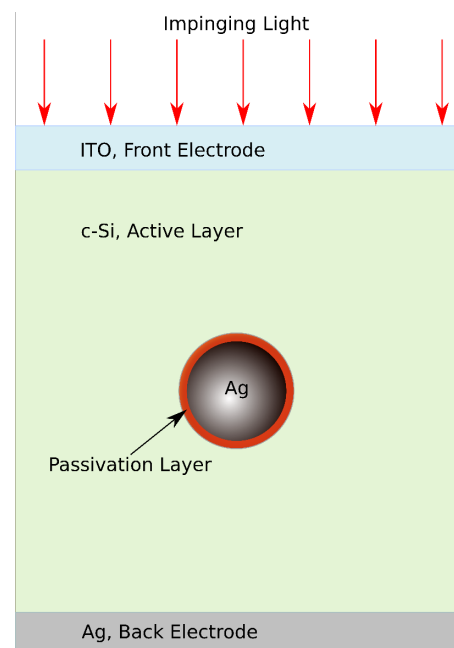 Impinging Light
ITO, Front Electrode
c-Si, Active Layer
Ag
Passivation Layer
Ag, Back Electrode